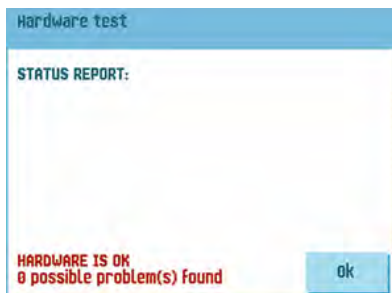 Hardware test
STATUS REPORT:
HARDWARE IS OK
0 possible problem(s) found
ok